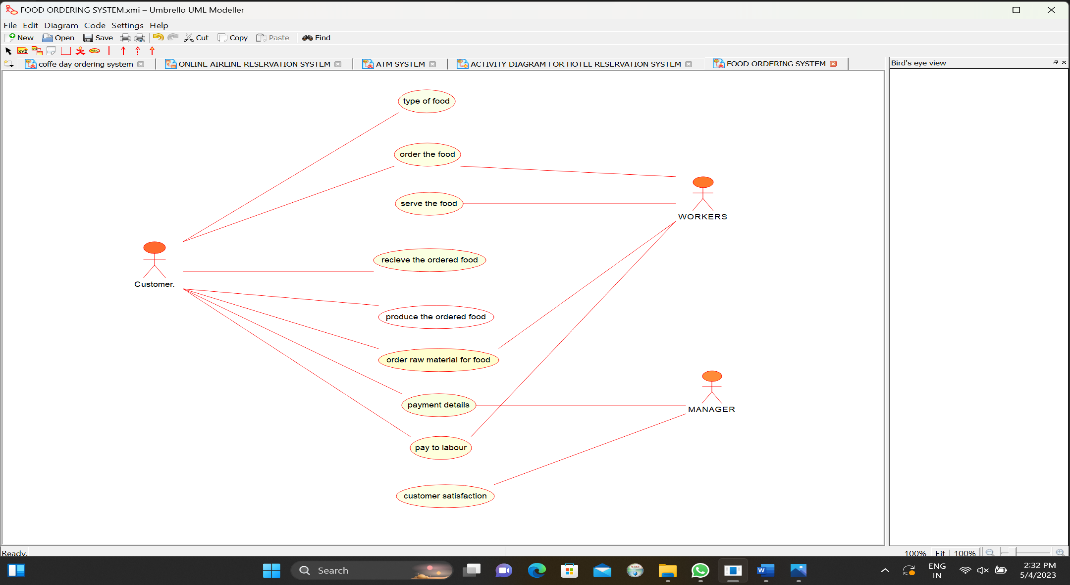 FOOD ORDERING SYSTEM.xmi – Umbrello UML Modeller
File Edit Diagram Code Settings Help
New Open Save Cut Copy Paste Find
coffe day ordering system ONLINE AIRLINE RESERVATION SYSTEM ATM SYSTEM ACTIVITY DIAGRAM FOR HOTEL RESERVATION SYSTEM FOOD ORDERING SYSTEM Bird's eye view
type of food
order the food
serve the food
WORKERS
recieve the ordered food
Customer.
produce the ordered food
order raw material for food
payment details
MANAGER
pay to labour
customer satisfaction
Ready. 100% Fit 100%
Search
ENG
IN
2:32 PM
5/4/2023